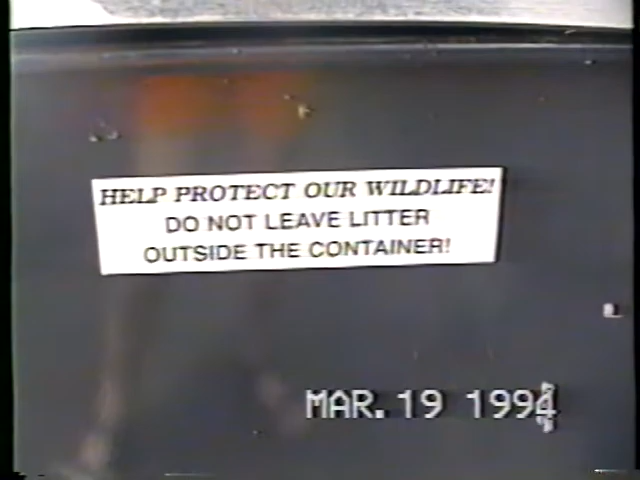 HELP PROTECT OUR WILDLIFE!
DO NOT LEAVE LITTER
OUTSIDE THE CONTAINER!
MAR. 19 1994